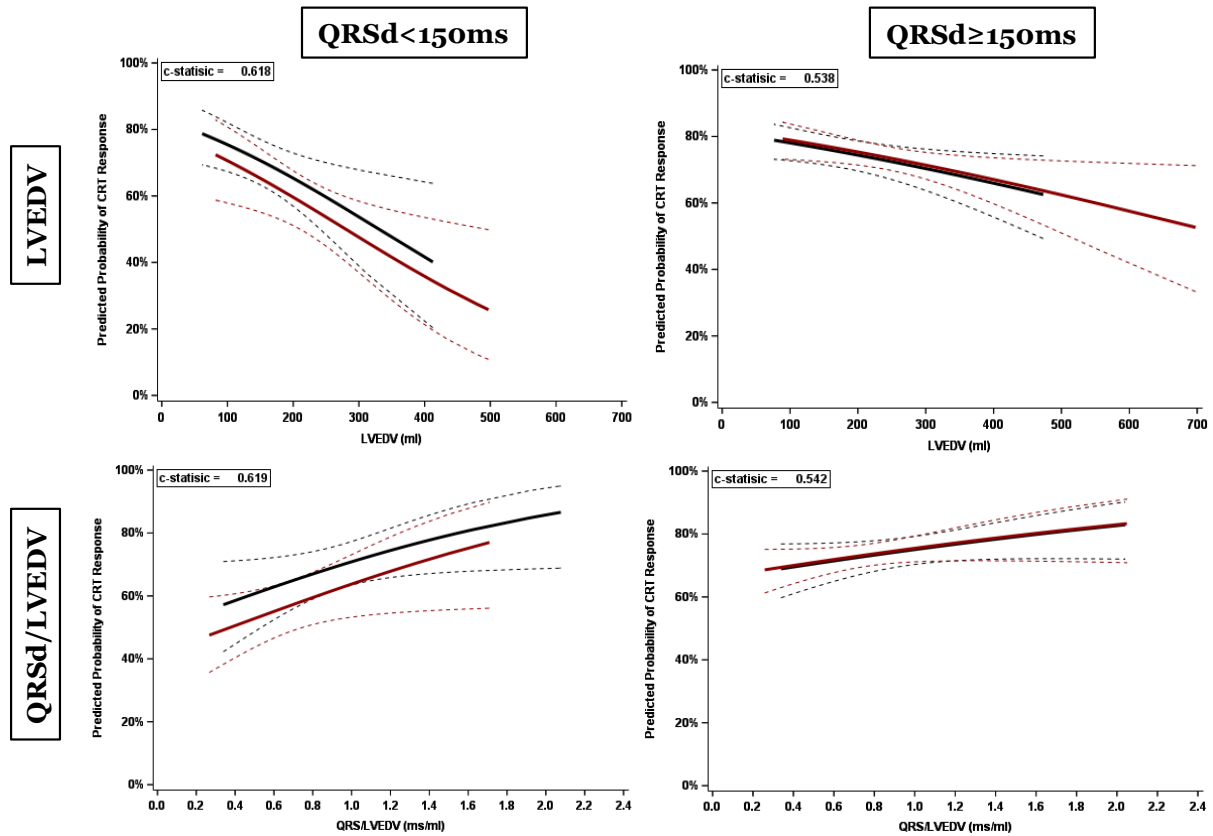 QRSd<150ms
QRSd≥150ms
LVEDV
c-statisic = 0.618
Predicted Probability of CRT Response
100%
80%
60%
40%
20%
0%
0 100 200 300 400 500 600 700
LVEDV (ml)
c-statisic = 0.538
Predicted Probability of CRT Response
100%
80%
60%
40%
20%
0%
0 100 200 300 400 500 600 700
LVEDV (ml)
QRSd/LVEDV
c-statisic = 0.619
Predicted Probability of CRT Response
100%
80%
60%
40%
20%
0%
0.0 0.2 0.4 0.6 0.8 1.0 1.2 1.4 1.6 1.8 2.0 2.2 2.4
QRS/LVEDV (ms/ml)
c-statisic = 0.542
Predicted Probability of CRT Response
100%
80%
60%
40%
20%
0%
0.0 0.2 0.4 0.6 0.8 1.0 1.2 1.4 1.6 1.8 2.0 2.2 2.4
QRS/LVEDV (ms/ml)